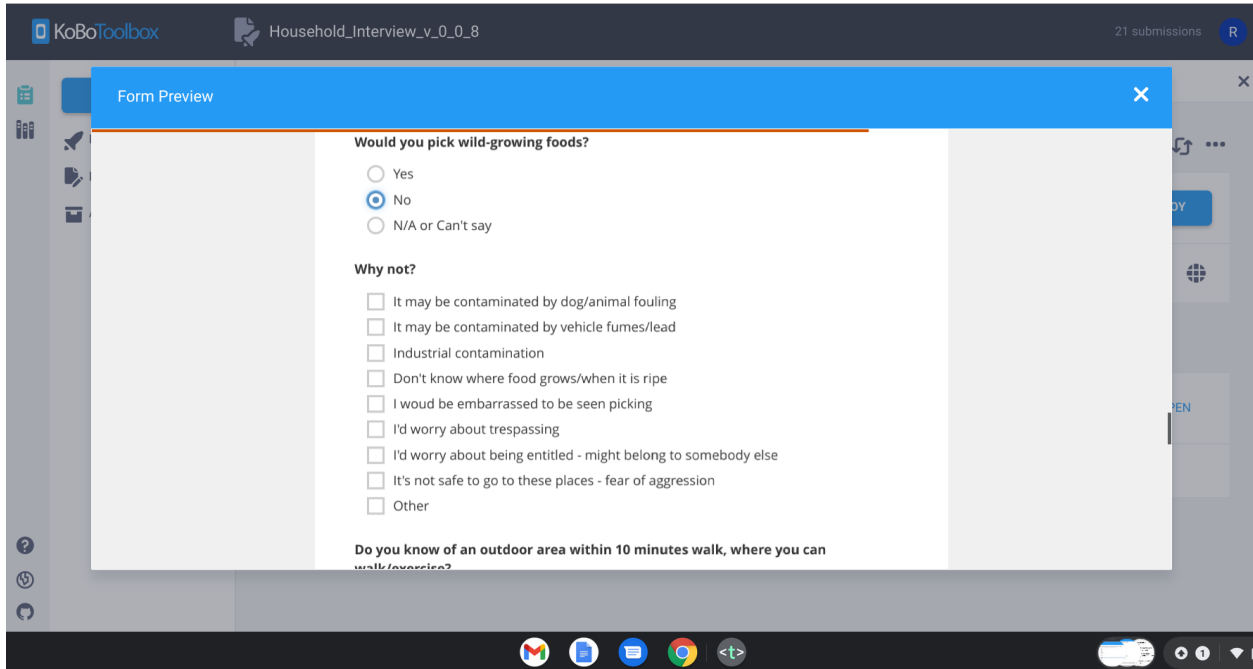 KoBoToolbox
Household_Interview_v_0_0_8
21 submissions
R
Form Preview
Would you pick wild-growing foods?
Yes
No
N/A or Can't say
Why not?
It may be contaminated by dog/animal fouling
It may be contaminated by vehicle fumes/lead
Industrial contamination
Don't know where food grows/when it is ripe
I woud be embarrassed to be seen picking
I'd worry about trespassing
I'd worry about being entitled - might belong to somebody else
It's not safe to go to these places - fear of aggression
Other
Do you know of an outdoor area within 10 minutes walk, where you can
walk/exercise?
1